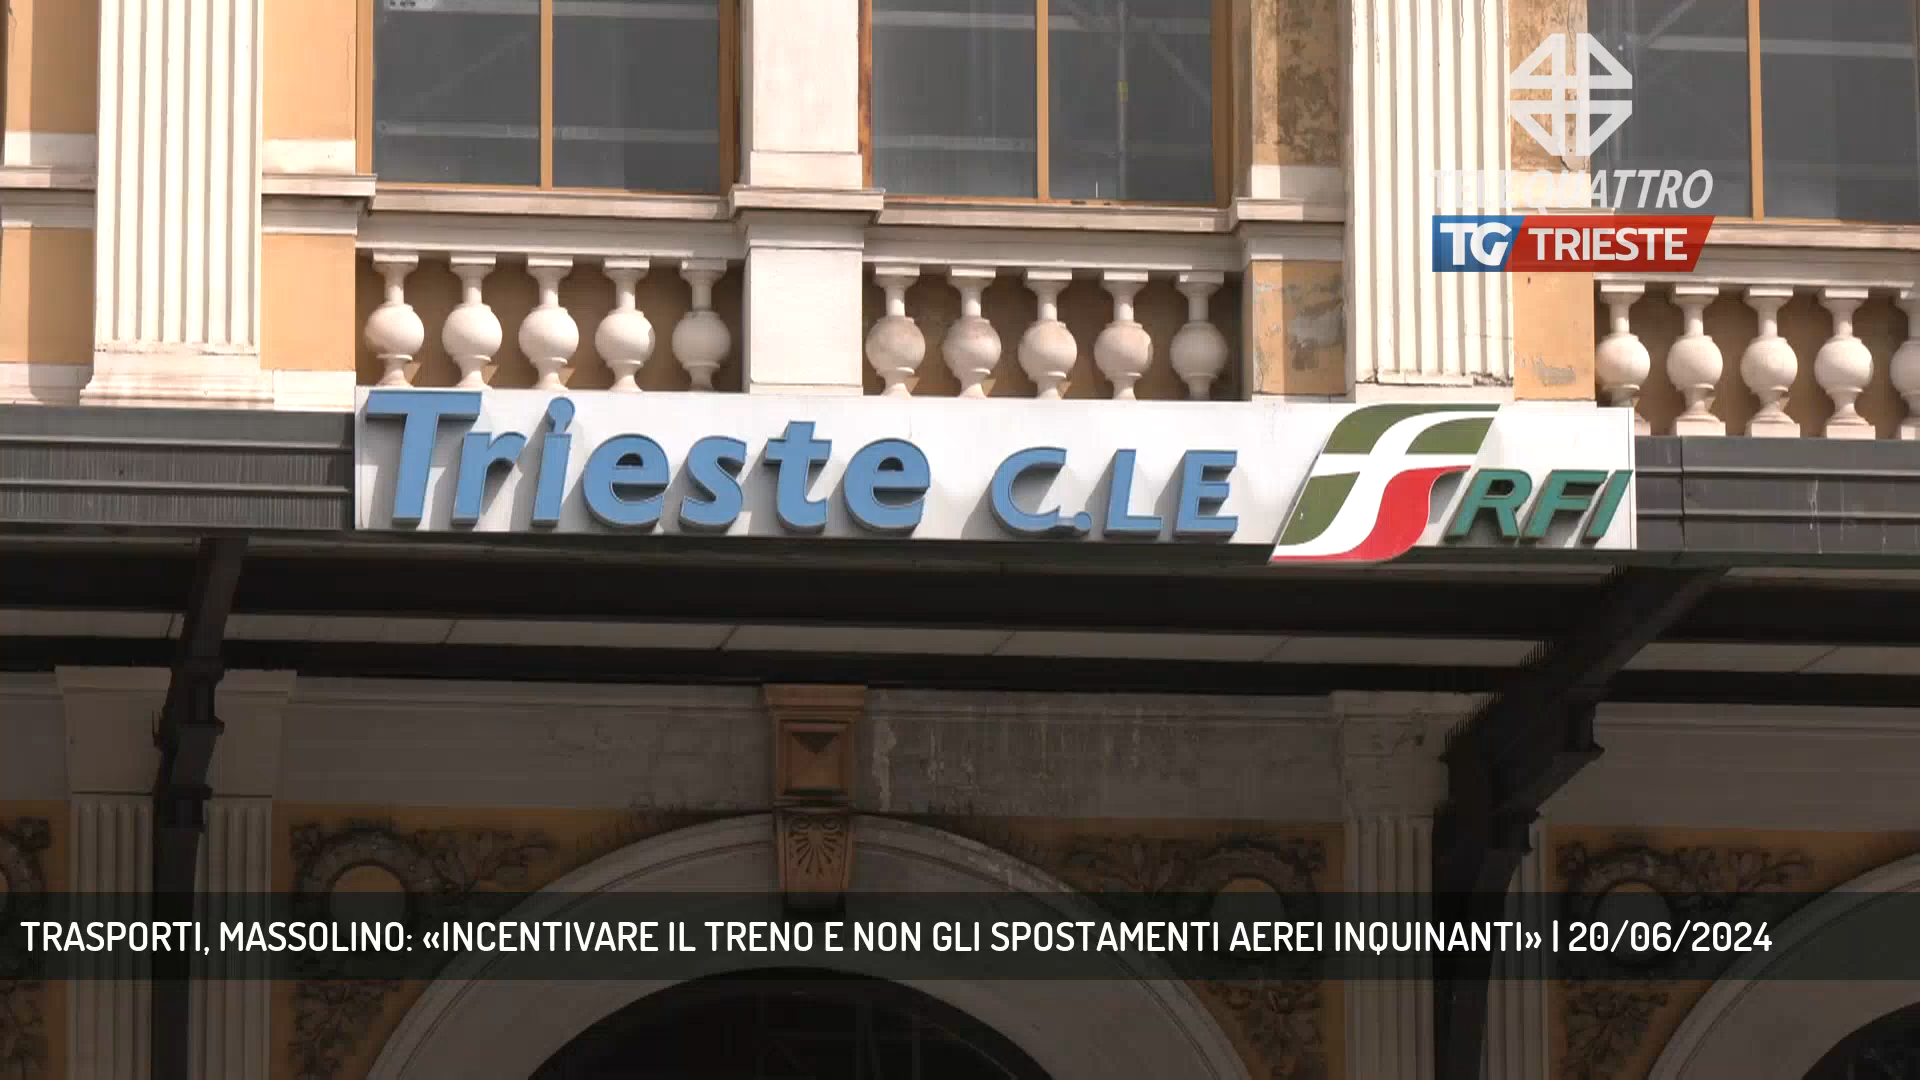 TELEQUATTRO
TG TRIESTE
Trieste C.LE RFI
TRASPORTI, MASSOLINO: «INCENTIVARE IL TRENO E NON GLI SPOSTAMENTI AEREI INQUINANTI» | 20/06/2024